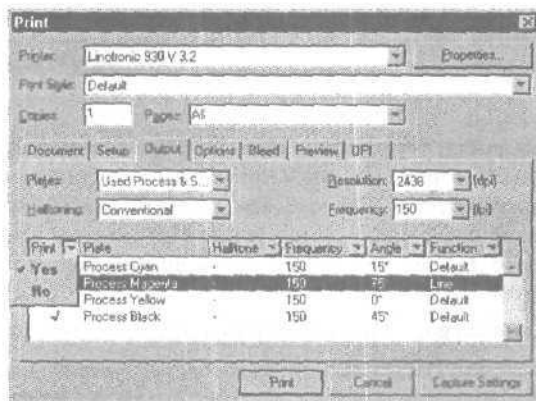 Print
Printer: Linotronic 930 V 3.2 Properties...
Print Style: Default
Copies: 1 Pages: All
Document Setup Output Options Bleed Preview OPI
Plates: Used Process & S... Resolution: 2438 (dpi)
Halftoning: Conventional Frequency: 150 (lpi)
Print Plate Halftone Frequency Angle Function
Yes Process Cyan - 150 15° Default
Process Magenta - 150 75° Line
No Process Yellow - 150 0° Default
Process Black - 150 45° Default
Print Cancel Capture Settings